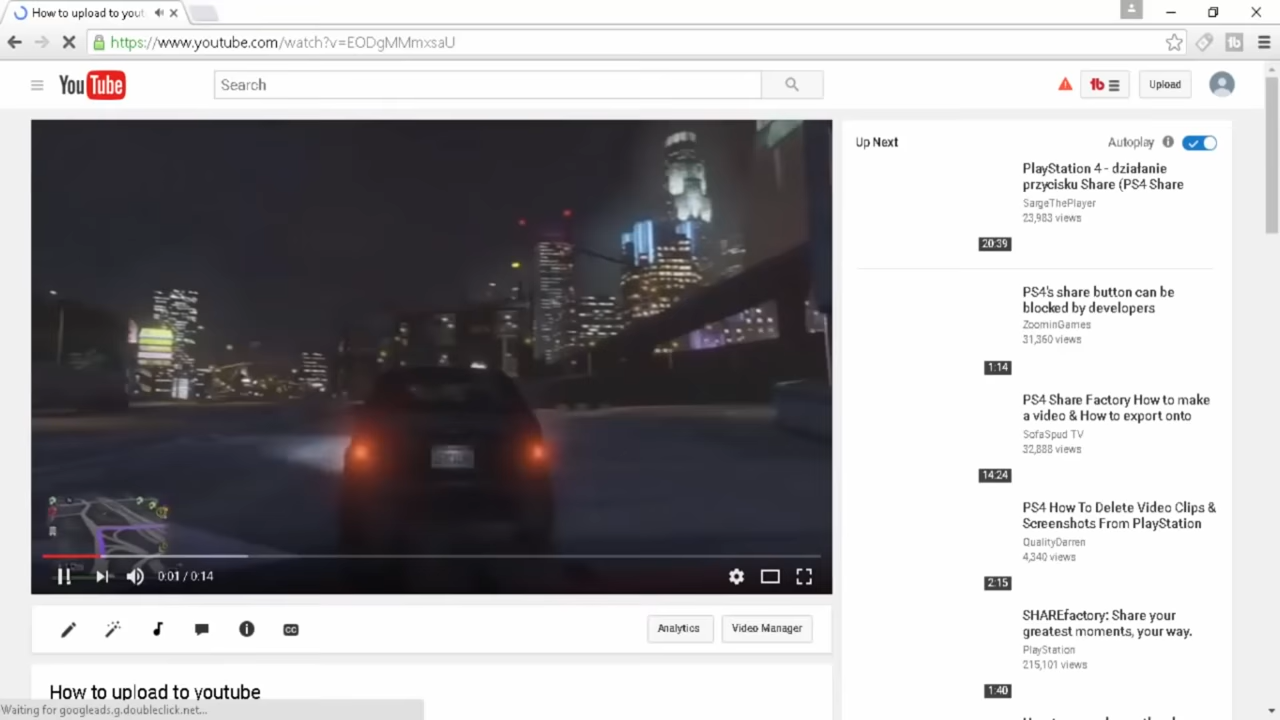 How to upload to yout
https://www.youtube.com/watch?v=EODgMMmxsaU
YouTube
Search
Upload
0:01 / 0:14
Analytics
Video Manager
How to upload to youtube
Waiting for googleads.g.doubleclick.net...
Up Next
Autoplay
PlayStation 4 - działanie
przycisku Share (PS4 Share
SargeThePlayer
23,983 views
20:39
PS4's share button can be
blocked by developers
ZoominGames
31,360 views
1:14
PS4 Share Factory How to make
a video & How to export onto
SofaSpud TV
32,888 views
14:24
PS4 How To Delete Video Clips &
Screenshots From PlayStation
QualityDarren
4,340 views
2:15
SHAREfactory: Share your
greatest moments, your way.
PlayStation
215,101 views
1:40